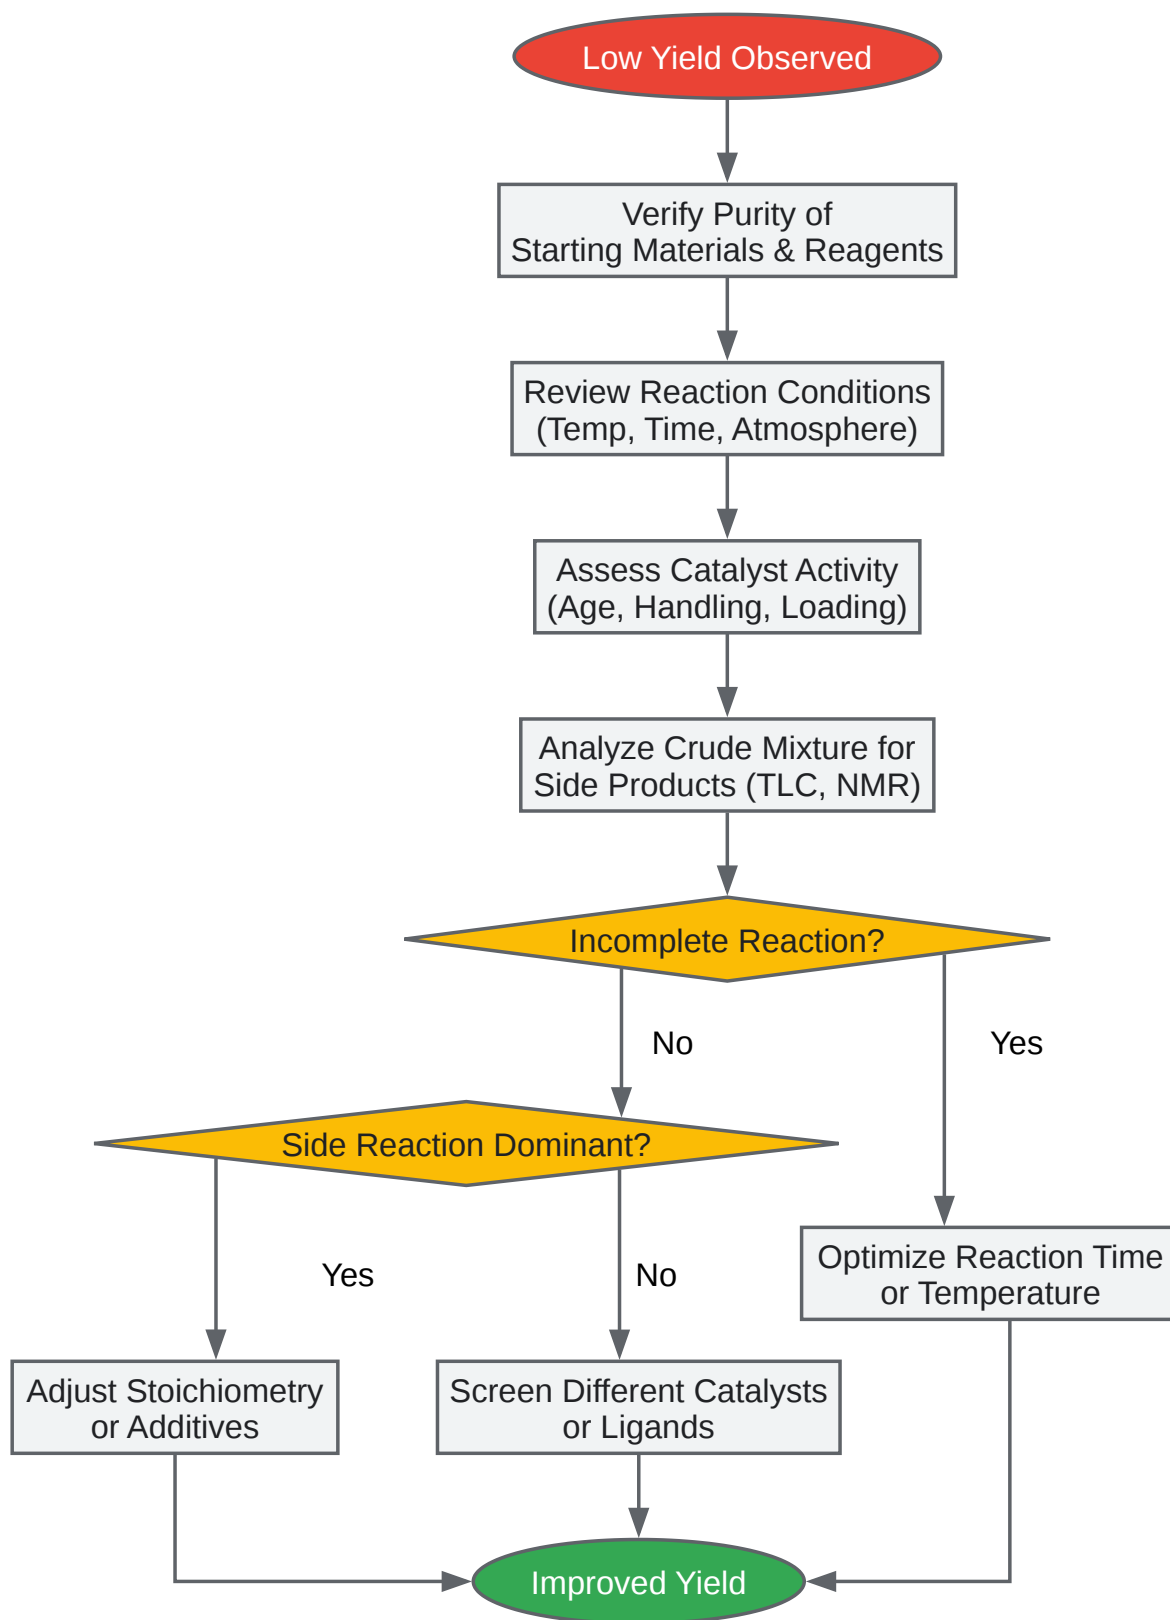 Low Yield Observed
Verify Purity of
Starting Materials & Reagents
Review Reaction Conditions
(Temp, Time, Atmosphere)
Assess Catalyst Activity
(Age, Handling, Loading)
Analyze Crude Mixture for
Side Products (TLC, NMR)
Incomplete Reaction?
No
Yes
Side Reaction Dominant?
Yes
No
Optimize Reaction Time
or Temperature
Adjust Stoichiometry
or Additives
Screen Different Catalysts
or Ligands
Improved Yield